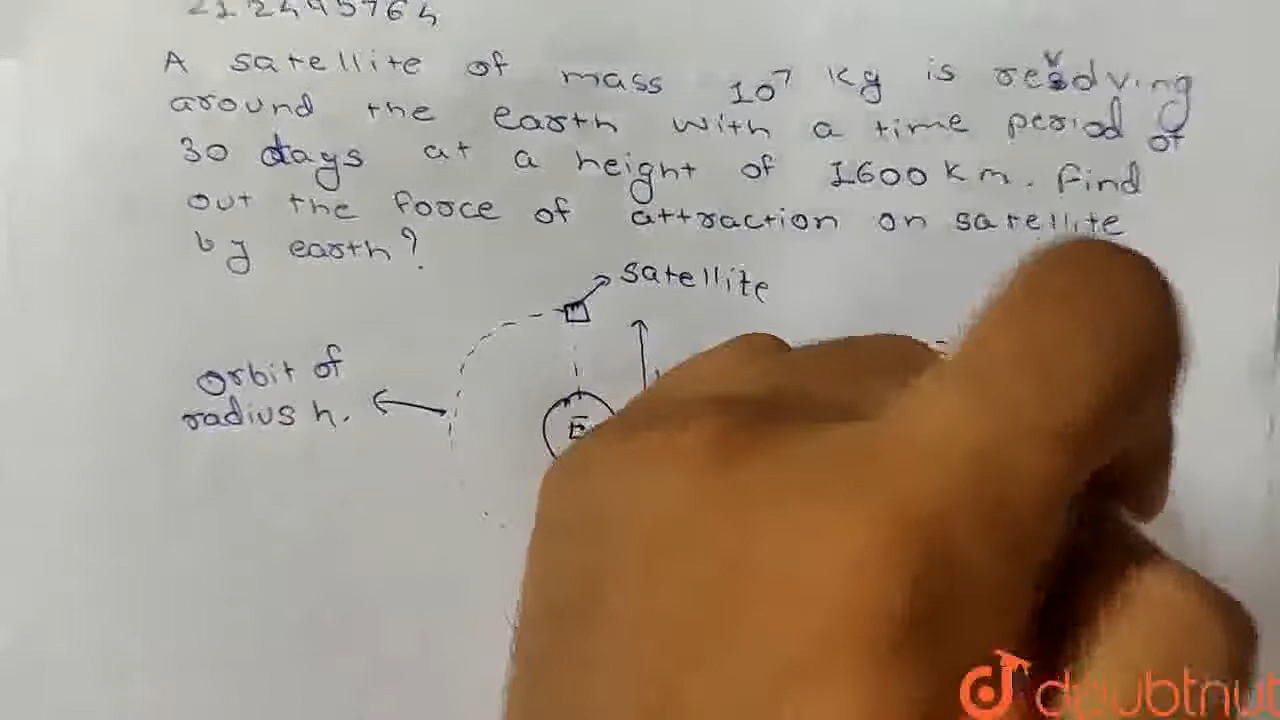 212495764
A satellite of mass 10⁷ kg is revolving
around the earth with a time period of
30 days at a height of 1600 km. Find
out the force of attraction on satellite
by earth?
satellite
orbit of
radius h.
E
doubtnut